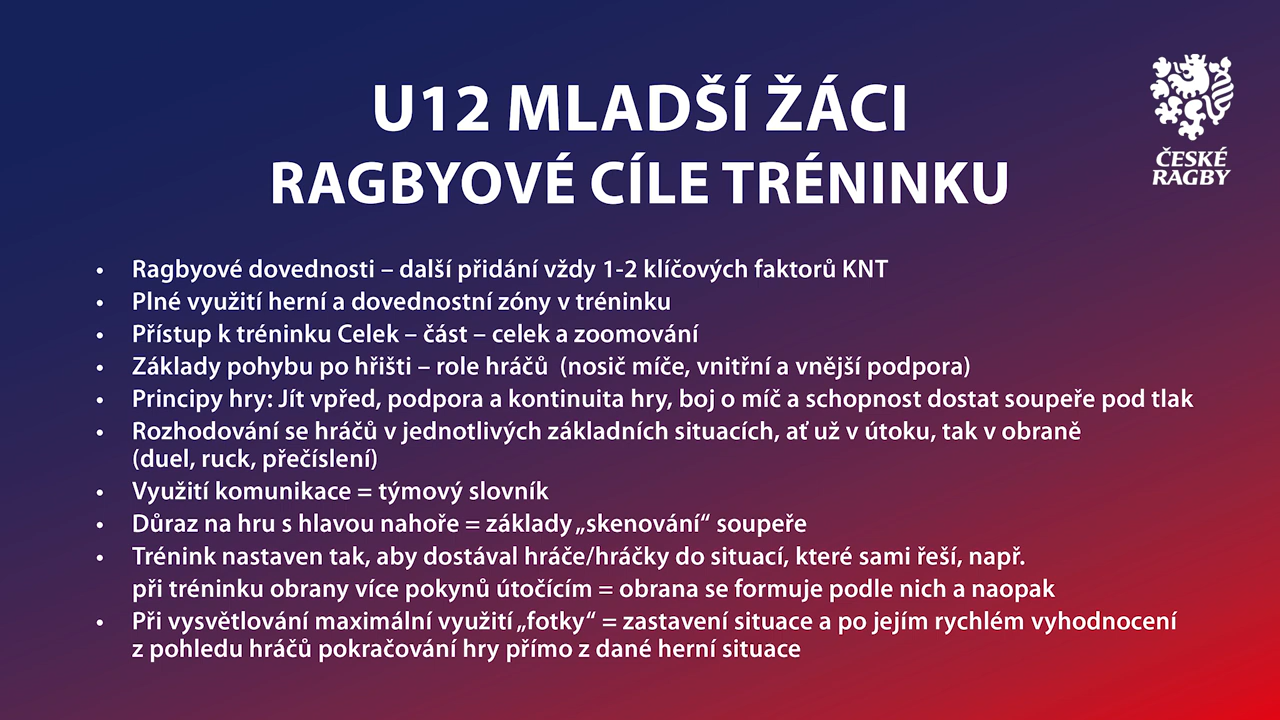 U12 MLADŠÍ ŽÁCI
RAGBYOVÉ CÍLE TRÉNINKU
ČESKÉ
RAGBY
• Ragbyové dovednosti – další přidání vždy 1-2 klíčových faktorů KNT
• Plné využití herní a dovednostní zóny v tréninku
• Přístup k tréninku Celek – část – celek a zoomování
• Základy pohybu po hřišti – role hráčů (nosič míče, vnitřní a vnější podpora)
• Principy hry: Jít vpřed, podpora a kontinuita hry, boj o míč a schopnost dostat soupeře pod tlak
• Rozhodování se hráčů v jednotlivých základních situacích, ať už v útoku, tak v obraně
(duel, ruck, přečíslení)
• Využití komunikace = týmový slovník
• Důraz na hru s hlavou nahoře = základy „skenování“ soupeře
• Trénink nastaven tak, aby dostával hráče/hráčky do situací, které sami řeší, např.
při tréninku obrany více pokynů útočícím = obrana se formuje podle nich a naopak
• Při vysvětlování maximální využití „fotky“ = zastavení situace a po jejím rychlém vyhodnocení
z pohledu hráčů pokračování hry přímo z dané herní situace